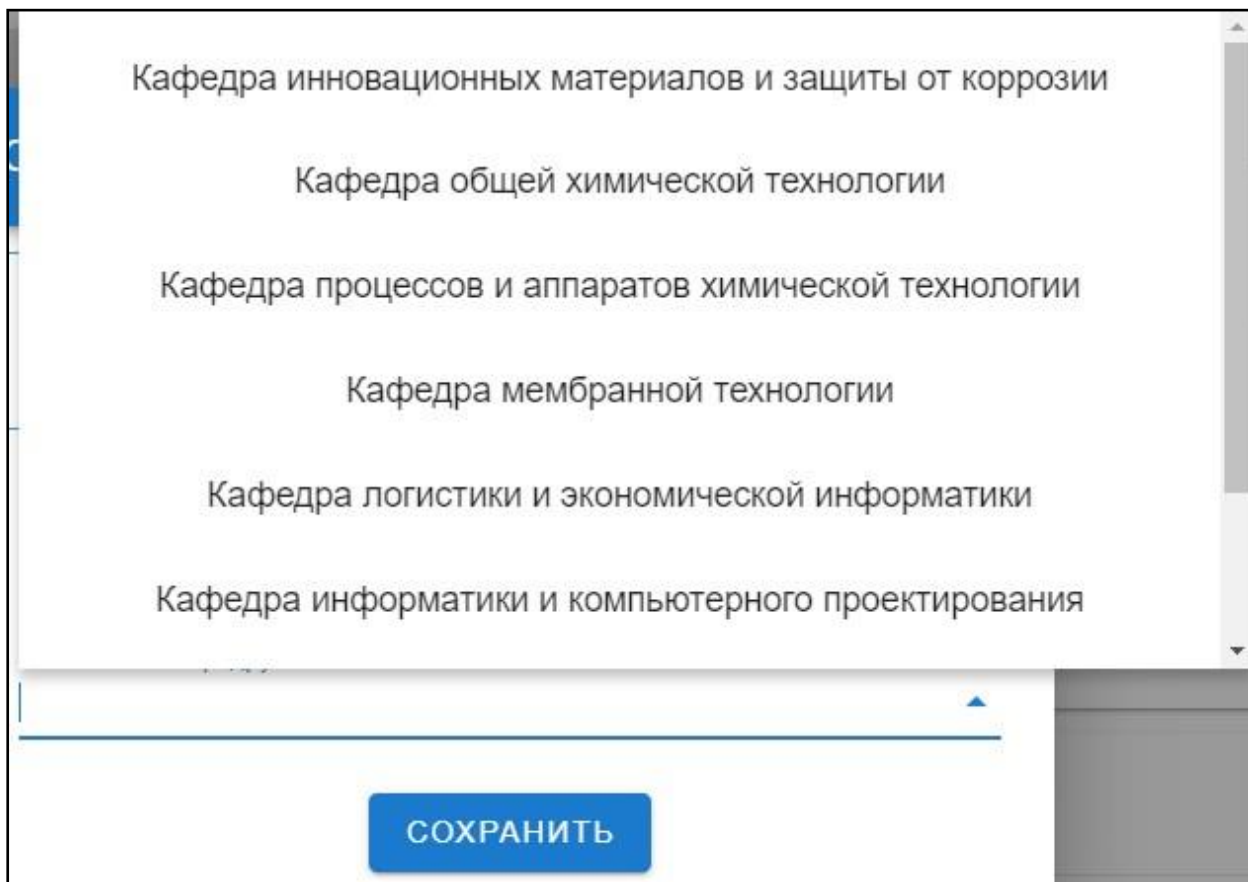 Кафедра инновационных материалов и защиты от коррозии
Кафедра общей химической технологии
Кафедра процессов и аппаратов химической технологии
Кафедра мембранной технологии
Кафедра логистики и экономической информатики
Кафедра информатики и компьютерного проектирования
СОХРАНИТЬ